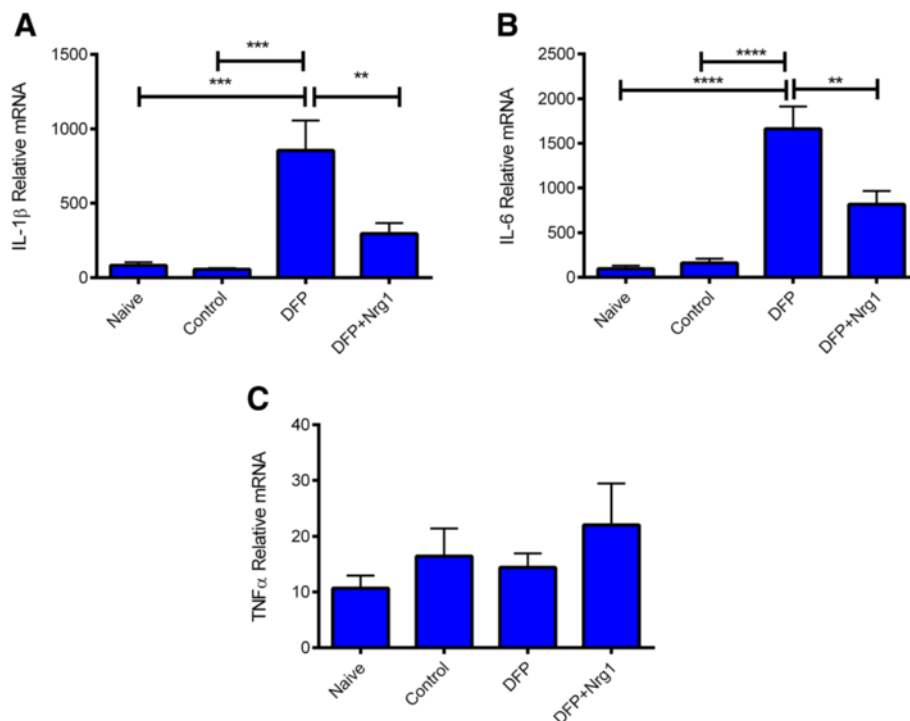 A
IL-1β Relative mRNA
1500
1000
500
0
***
***
**
Naive
Control
DFP
DFP+Nrg1
B
IL-6 Relative mRNA
2500
2000
1500
1000
500
0
****
****
**
Naive
Control
DFP
DFP+Nrg1
C
TNFα Relative mRNA
40
30
20
10
0
Naive
Control
DFP
DFP+Nrg1